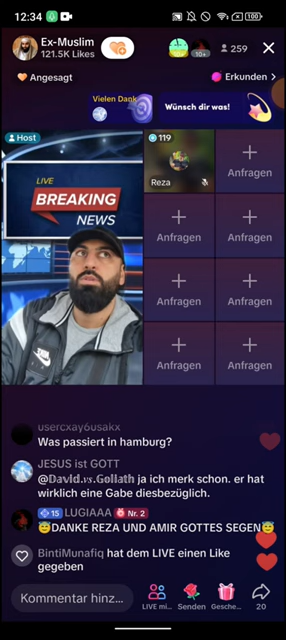 12:34
100
Ex-Muslim
121.5K Likes
10+
259
Angesagt
Erkunden
Vielen Dank
Wünsch dir was!
Host
LIVE
BREAKING
NEWS
119
Reza
Anfragen
Anfragen
Anfragen
Anfragen
Anfragen
Anfragen
Anfragen
usercxay6usakx
Was passiert in hamburg?
JESUS ist GOTT
@David.vs.Goliath ja ich merk schon. er hat
wirklich eine Gabe diesbezüglich.
15 LUGIAAA Nr. 2
😇DANKE REZA UND AMIR GOTTES SEGEN😇
BintiMunafiq hat dem LIVE einen Like
gegeben
Kommentar hinz...
LIVE mi...
Senden
Gesche...
20